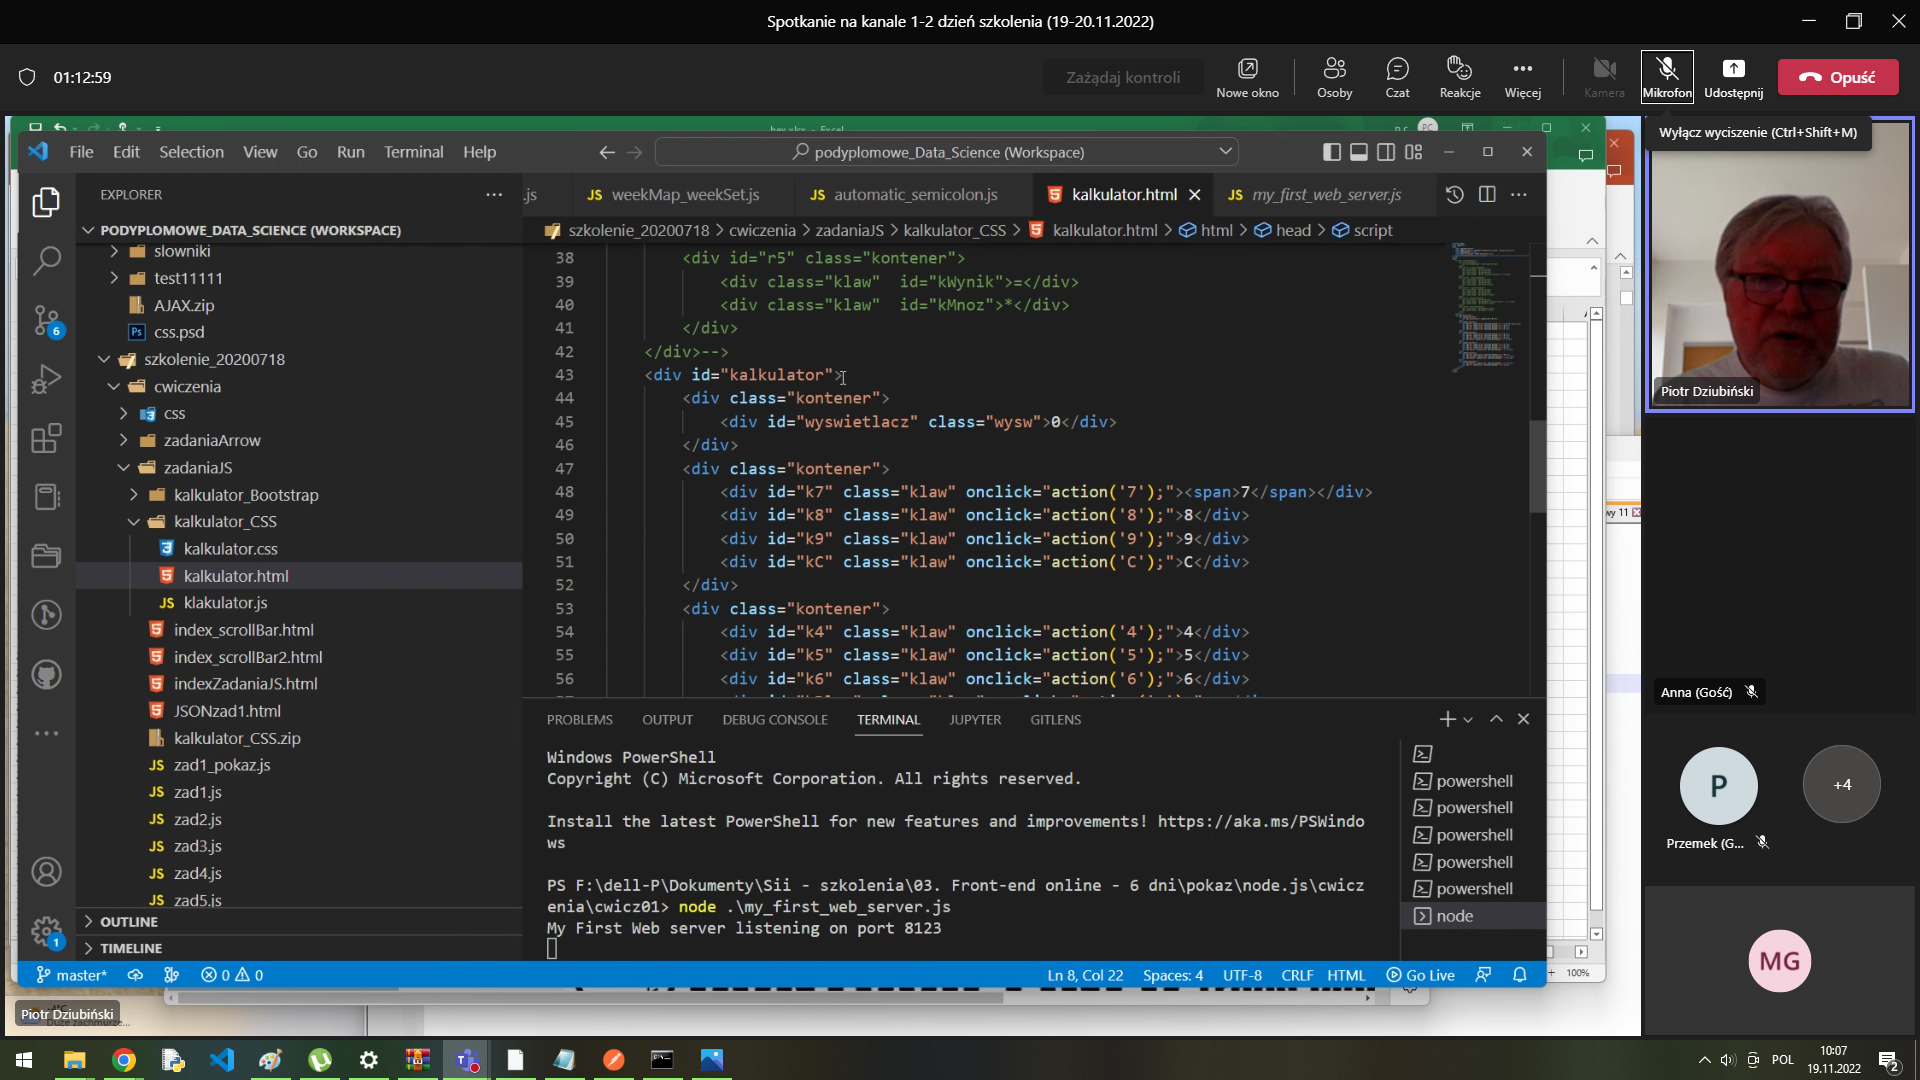 Spotkanie na kanale 1-2 dzień szkolenia (19-20.11.2022)
01:12:59
Zażądaj kontroli
Nowe okno
Osoby
Czat
Reakcje
Więcej
Kamera
Mikrofon
Udostępnij
Opuść
Wyłącz wyciszenie (Ctrl+Shift+M)
File Edit Selection View Go Run Terminal Help
podyplomowe_Data_Science (Workspace)
EXPLORER
.js
JS weekMap_weekSet.js
JS automatic_semicolon.js
kalkulator.html
JS my_first_web_server.js
szkolenie_20200718 > cwiczenia > zadaniaJS > kalkulator_CSS > kalkulator.html > html > head > script
PODYPLOMOWE_DATA_SCIENCE (WORKSPACE)
slowniki
test11111
AJAX.zip
Ps css.psd
szkolenie_20200718
cwiczenia
css
zadaniaArrow
zadaniaJS
kalkulator_Bootstrap
kalkulator_CSS
kalkulator.css
kalkulator.html
JS klakulator.js
index_scrollBar.html
index_scrollBar2.html
indexZadaniaJS.html
JSONzad1.html
kalkulator_CSS.zip
JS zad1_pokaz.js
JS zad1.js
JS zad2.js
JS zad3.js
JS zad4.js
JS zad5.js
OUTLINE
TIMELINE
6
1
38 <div id="r5" class="kontener">
39 <div class="klaw" id="kWynik">=</div>
40 <div class="klaw" id="kMnoz">*</div>
41 </div>
42 </div>-->
43 <div id="kalkulator">
44 <div class="kontener">
45 <div id="wyswietlacz" class="wysw">0</div>
46 </div>
47 <div class="kontener">
48 <div id="k7" class="klaw" onclick="action('7');"><span>7</span></div>
49 <div id="k8" class="klaw" onclick="action('8');">8</div>
50 <div id="k9" class="klaw" onclick="action('9');">9</div>
51 <div id="kC" class="klaw" onclick="action('C');">C</div>
52 </div>
53 <div class="kontener">
54 <div id="k4" class="klaw" onclick="action('4');">4</div>
55 <div id="k5" class="klaw" onclick="action('5');">5</div>
56 <div id="k6" class="klaw" onclick="action('6');">6</div>
PROBLEMS OUTPUT DEBUG CONSOLE TERMINAL JUPYTER GITLENS
Windows PowerShell
Copyright (C) Microsoft Corporation. All rights reserved.
Install the latest PowerShell for new features and improvements! https://aka.ms/PSWindo
ws
PS F:\dell-P\Dokumenty\Sii - szkolenia\03. Front-end online - 6 dni\pokaz\node.js\cwicz
enia\cwicz01> node .\my_first_web_server.js
My First Web server listening on port 8123
powershell
powershell
powershell
powershell
powershell
node
master* 0 0
Ln 8, Col 22 Spaces: 4 UTF-8 CRLF HTML Go Live
wy 11
100%
Piotr Dziubiński
Piotr Dziubiński
Anna (Gość)
P
+4
Przemek (G...
MG
POL
10:07
19.11.2022
2